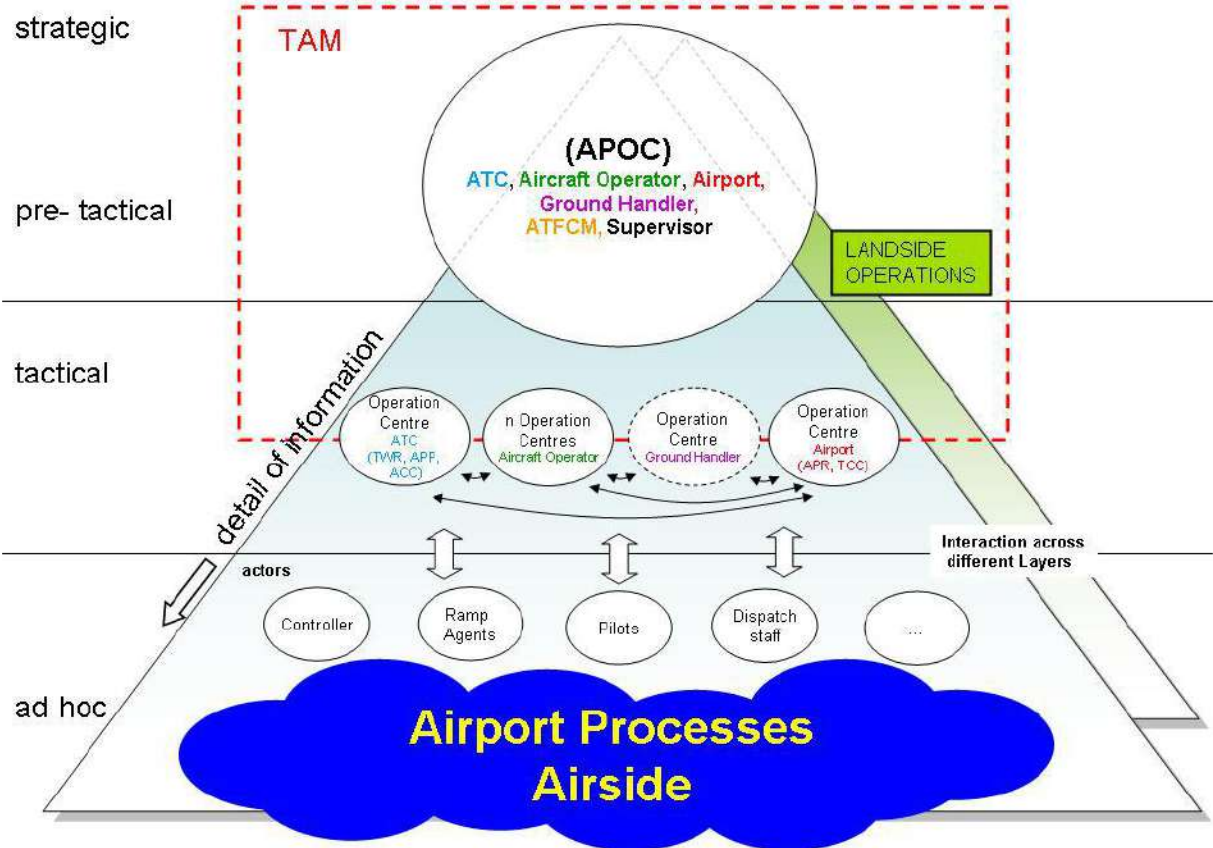 strategic
TAM
(APOC)
ATC, Aircraft Operator, Airport,
Ground Handler,
ATFCM, Supervisor
pre- tactical
LANDSIDE
OPERATIONS
tactical
detail of information
Operation
Centre
ATC
(TWR, APP,
ACC)
n Operation
Centres
Aircraft Operator
Operation
Centre
Ground Handler
Operation
Centre
Airport
(APR, TCC)
Interaction across
different Layers
actors
Controller
Ramp
Agents
Pilots
Dispatch
staff
...
ad hoc
Airport Processes
Airside